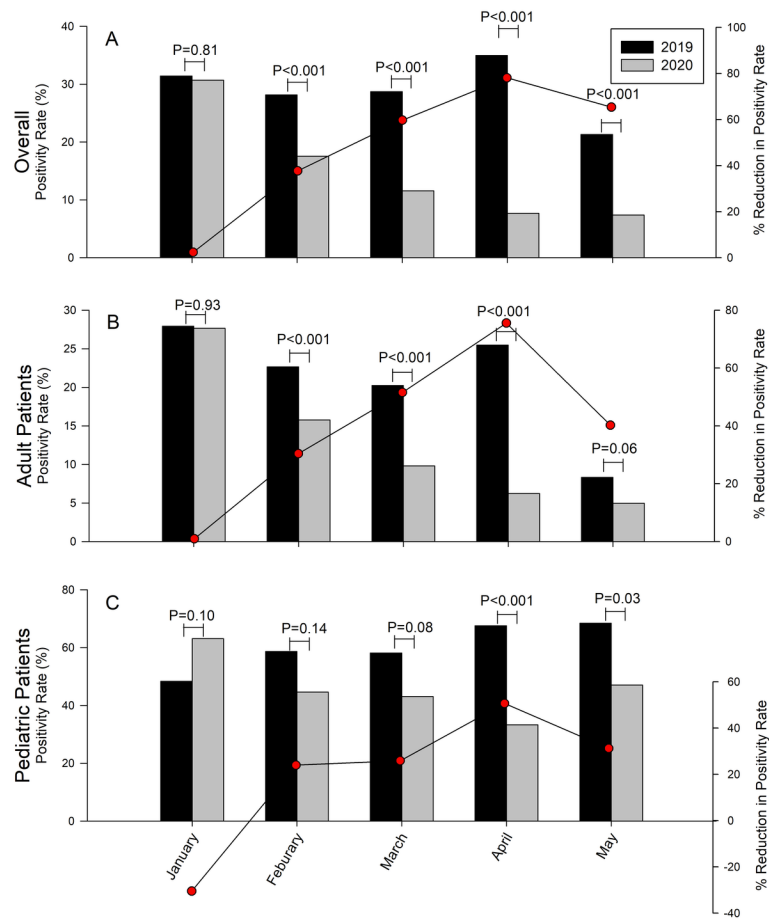 A
P=0.81
P<0.001
P<0.001
P<0.001
P<0.001
2019
2020
40
30
20
10
0
Overall
Positivity Rate (%)
100
80
60
40
20
0
% Reduction in Positivity Rate
B
P=0.93
P<0.001
P<0.001
P<0.001
P=0.06
30
25
20
15
10
5
0
Adult Patients
Positivity Rate (%)
80
60
40
20
0
% Reduction in Positivity Rate
C
P=0.10
P=0.14
P=0.08
P<0.001
P=0.03
80
60
40
20
0
Pediatric Patients
Positivity Rate (%)
60
40
20
0
-20
-40
% Reduction in Positivity Rate
January
Feburary
March
April
May